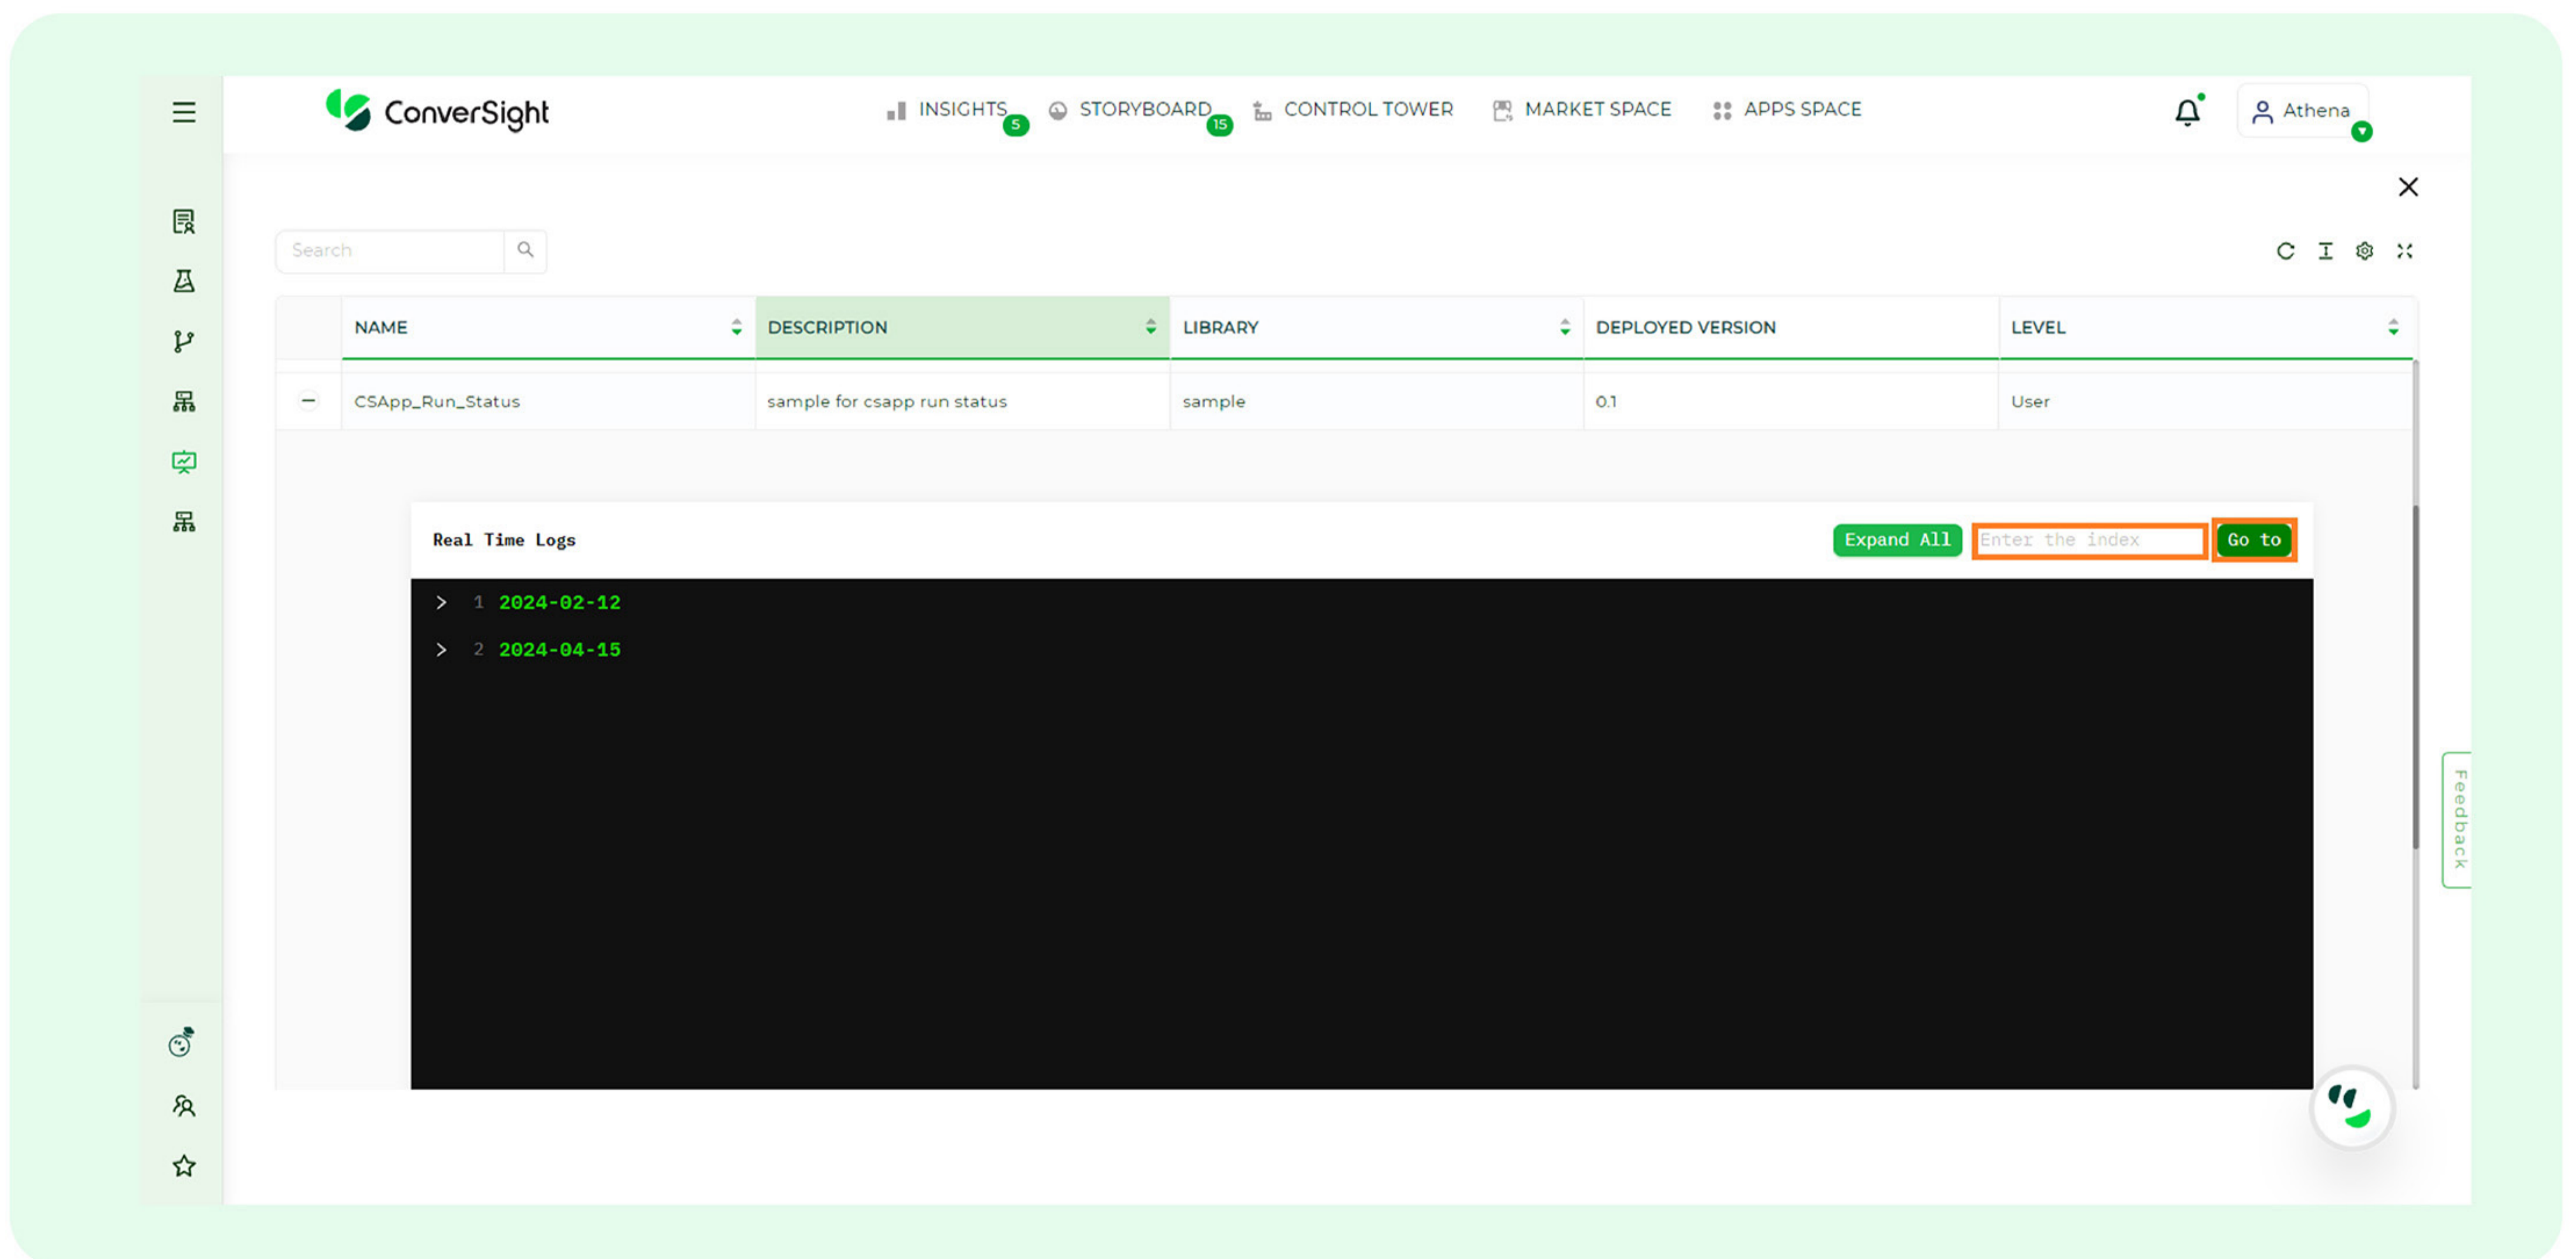 ConverSight
INSIGHTS 5 STORYBOARD 15 CONTROL TOWER MARKET SPACE APPS SPACE
Athena
Search
NAME DESCRIPTION LIBRARY DEPLOYED VERSION LEVEL
CSApp_Run_Status sample for csapp run status sample 0.1 User
Real Time Logs Expand All Enter the index Go to
> 1 2024-02-12
> 2 2024-04-15
Feedback